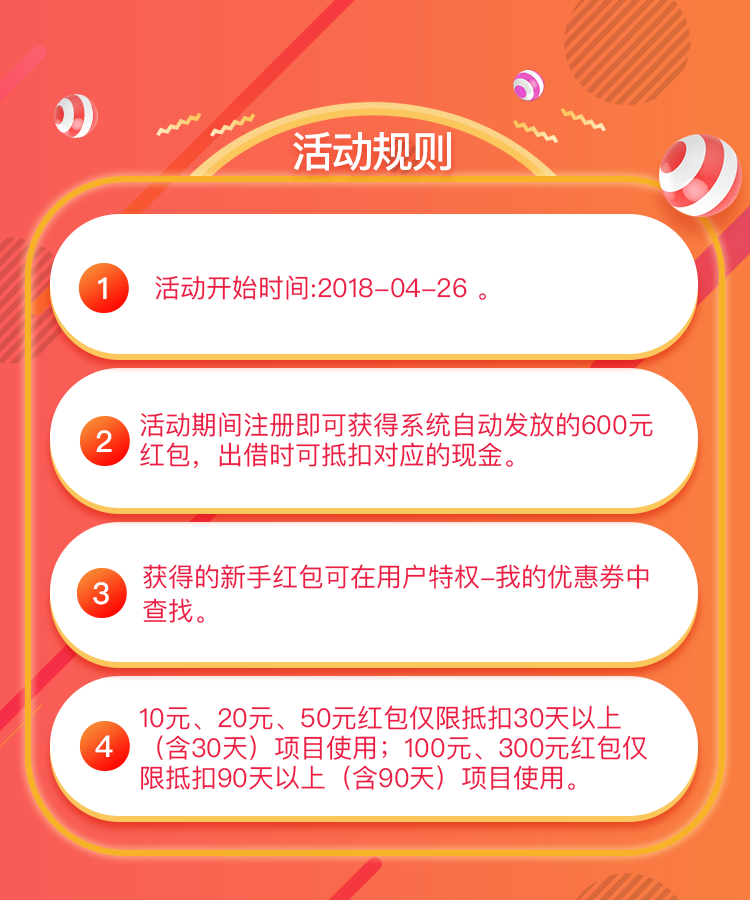 活动规则
1
活动开始时间:2018-04-26 。
2
活动期间注册即可获得系统自动发放的600元
红包，出借时可抵扣对应的现金。
3
获得的新手红包可在用户特权-我的优惠券中
查找。
4
10元、20元、50元红包仅限抵扣30天以上
（含30天）项目使用；100元、300元红包仅
限抵扣90天以上（含90天）项目使用。